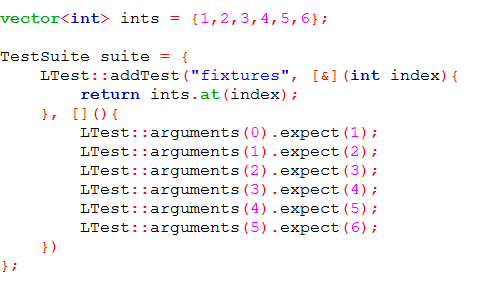 vector<int> ints = {1,2,3,4,5,6};

TestSuite suite = {
    LTest::addTest("fixtures", [&](int index){
        return ints.at(index);
    }, [](){
        LTest::arguments(0).expect(1);
        LTest::arguments(1).expect(2);
        LTest::arguments(2).expect(3);
        LTest::arguments(3).expect(4);
        LTest::arguments(4).expect(5);
        LTest::arguments(5).expect(6);
    })
};